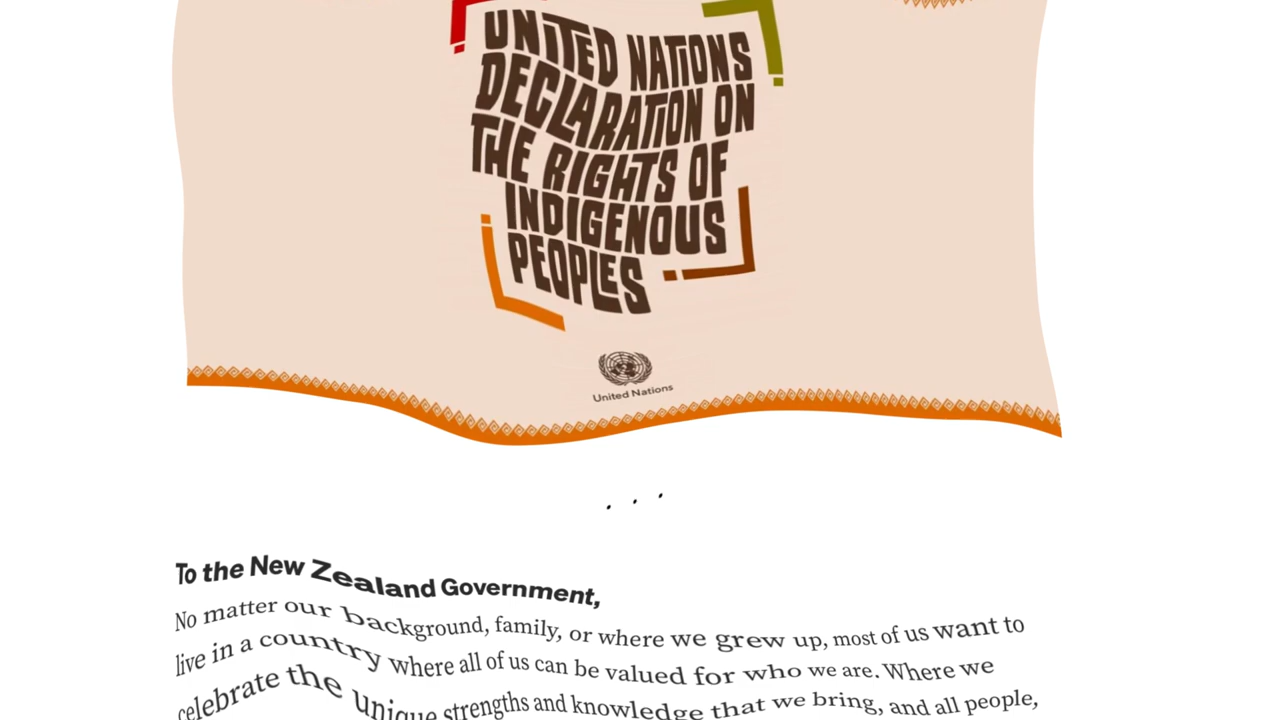 UNITED NATIONS
DECLARATION ON
THE RIGHTS OF
INDIGENOUS
PEOPLES
United Nations
. . .
To the New Zealand Government,
No matter our background, family, or where we grew up, most of us want to
live in a country where all of us can be valued for who we are. Where we
celebrate the unique strengths and knowledge that we bring, and all people,